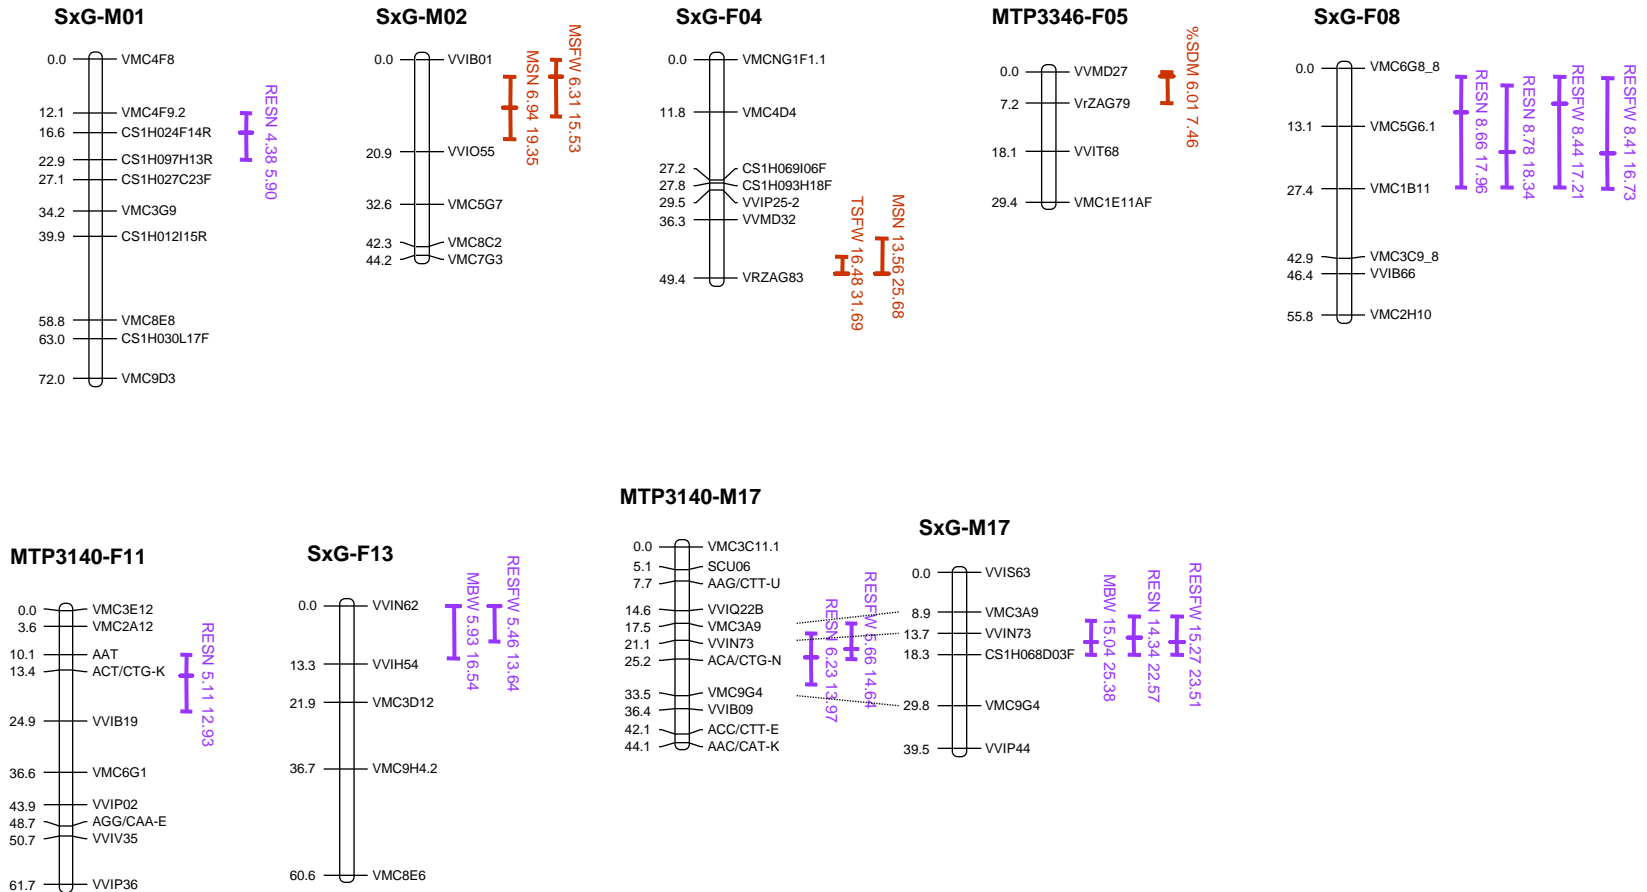 SxG-M01
0.0 VMC4F8
12.1 VMC4F9.2
16.6 CS1H024F14R
22.9 CS1H097H13R
27.1 CS1H027C23F
34.2 VMC3G9
39.9 CS1H012I15R
58.8 VMC8E8
63.0 CS1H030L17F
72.0 VMC9D3
RESN 4.38 5.90
SxG-M02
0.0 VVIB01
20.9 VVIO55
32.6 VMC5G7
42.3 VMC8C2
44.2 VMC7G3
MSN 6.94 19.35
MSFW 6.31 15.53
SxG-F04
0.0 VMCNG1F1.1
11.8 VMC4D4
27.2 CS1H069I06F
27.8 CS1H093H18F
29.5 VVIP25-2
36.3 VVMD32
49.4 VRZAG83
TSFW 16.48 31.69
MSN 13.56 25.68
MTP3346-F05
0.0 VVMD27
7.2 VrZAG79
18.1 VVIT68
29.4 VMC1E11AF
%SDM 6.01 7.46
SxG-F08
0.0 VMC6G8_8
13.1 VMC5G6.1
27.4 VMC1B11
42.9 VMC3C9_8
46.4 VVIB66
55.8 VMC2H10
RESN 8.66 17.96
RESN 8.78 18.34
RESFW 8.44 17.21
RESFW 8.41 16.73
MTP3140-F11
0.0 VMC3E12
3.6 VMC2A12
10.1 AAT
13.4 ACT/CTG-K
24.9 VVIB19
36.6 VMC6G1
43.9 VVIP02
48.7 AGG/CAA-E
50.7 VVIV35
61.7 VVIP36
RESN 5.11 12.93
SxG-F13
0.0 VVIN62
13.3 VVIH54
21.9 VMC3D12
36.7 VMC9H4.2
60.6 VMC8E6
MBW 5.93 16.54
RESFW 5.46 13.64
MTP3140-M17
0.0 VMC3C11.1
5.1 SCU06
7.7 AAG/CTT-U
14.6 VVIQ22B
17.5 VMC3A9
21.1 VVIN73
25.2 ACA/CTG-N
33.5 VMC9G4
36.4 VVIB09
42.1 ACC/CTT-E
44.1 AAC/CAT-K
RESN 6.23 13.97
RESFW 5.66 14.64
SxG-M17
0.0 VVIS63
8.9 VMC3A9
13.7 VVIN73
18.3 CS1H068D03F
29.8 VMC9G4
39.5 VVIP44
MBW 15.04 25.38
RESN 14.34 22.57
RESFW 15.27 23.51